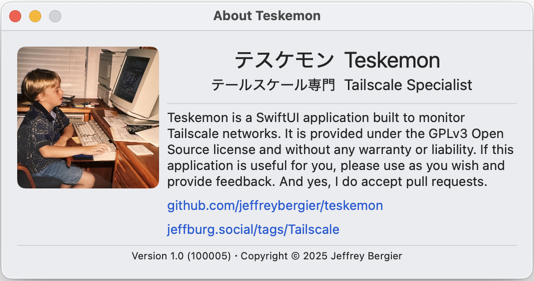 About Teskemon
テスケモン Teskemon
テールスケール専門 Tailscale Specialist
Teskemon is a SwiftUI application built to monitor
Tailscale networks. It is provided under the GPLv3 Open
Source license and without any warranty or liability. If this
application is useful for you, please use as you wish and
provide feedback. And yes, I do accept pull requests.
github.com/jeffreybergier/teskemon
jeffburg.social/tags/Tailscale
Version 1.0 (100005) · Copyright © 2025 Jeffrey Bergier